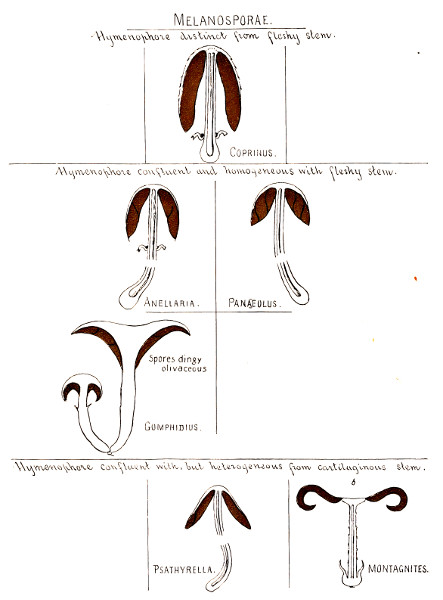 MELANOSPORAE.
Hymenophore distinct from fleshy stem.
COPRINUS.
Hymenophore confluent and homogeneous with fleshy stem.
ANELLARIA.
PANAEOLUS.
Spores dingy
olivaceous
GOMPHIDIUS.
Hymenophore confluent with, but heterogeneous from cartilaginous stem.
PSATHYRELLA.
MONTAGNITES.